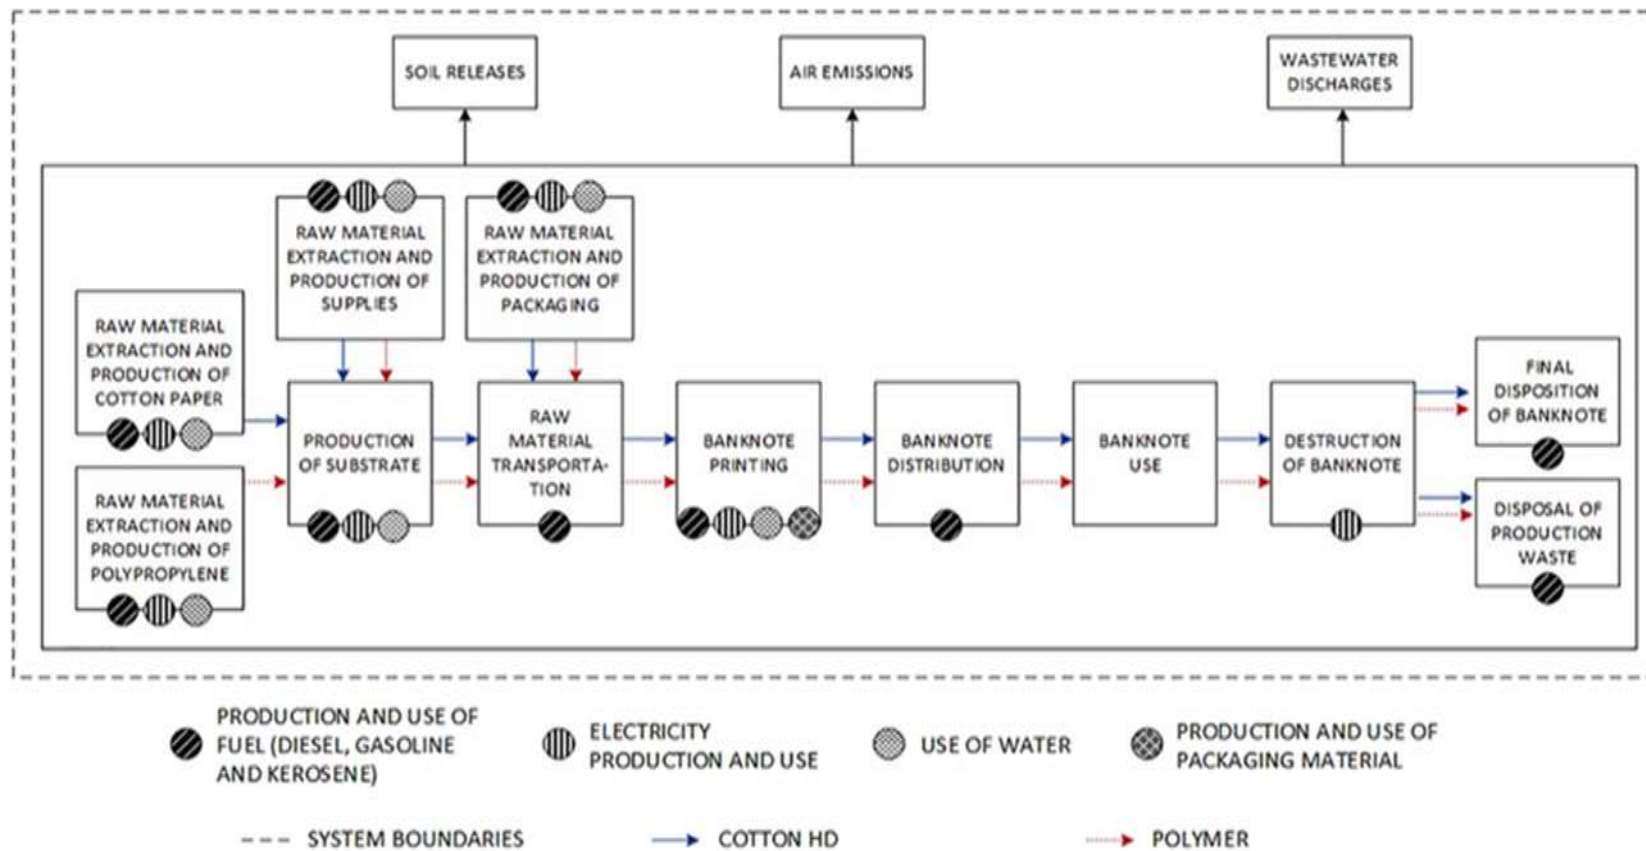 SOIL RELEASES
AIR EMISSIONS
WASTEWATER
DISCHARGES
RAW MATERIAL
EXTRACTION AND
PRODUCTION OF
SUPPLIES
RAW MATERIAL
EXTRACTION AND
PRODUCTION OF
PACKAGING
RAW MATERIAL
EXTRACTION AND
PRODUCTION OF
COTTON PAPER
RAW MATERIAL
EXTRACTION AND
PRODUCTION OF
POLYPROPYLENE
PRODUCTION
OF SUBSTRATE
RAW
MATERIAL
TRANSPORTA-
TION
BANKNOTE
PRINTING
BANKNOTE
DISTRIBUTION
BANKNOTE
USE
DESTRUCTION
OF BANKNOTE
FINAL
DISPOSITION
OF BANKNOTE
DISPOSAL OF
PRODUCTION
WASTE
PRODUCTION AND USE OF
FUEL (DIESEL, GASOLINE
AND KEROSENE)
ELECTRICITY
PRODUCTION AND USE
USE OF WATER
PRODUCTION AND USE OF
PACKAGING MATERIAL
SYSTEM BOUNDARIES
COTTON HD
POLYMER